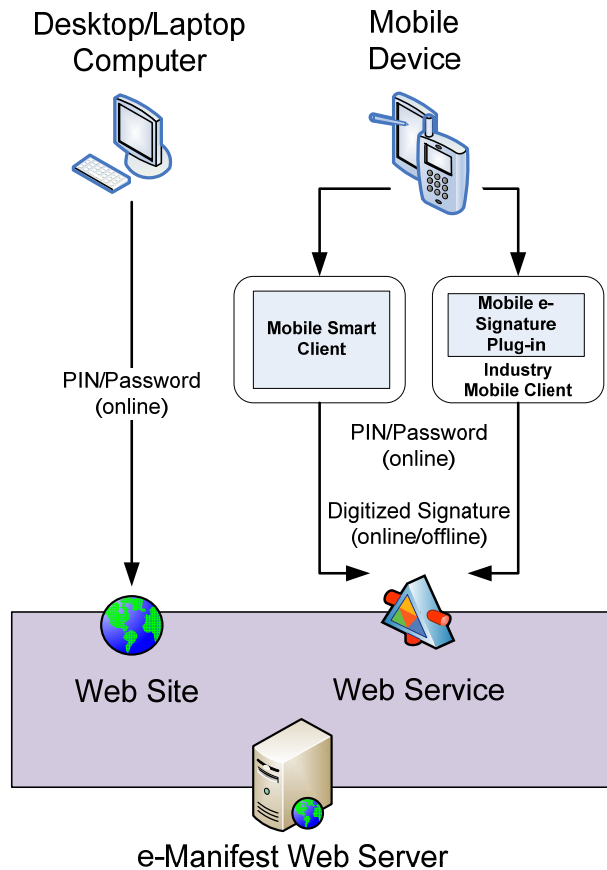 Desktop/Laptop
Computer
Mobile
Device
Mobile Smart
Client
Mobile e-
Signature
Plug-in
Industry
Mobile Client
PIN/Password
(online)
PIN/Password
(online)
Digitized Signature
(online/offline)
Web Site
Web Service
e-Manifest Web Server